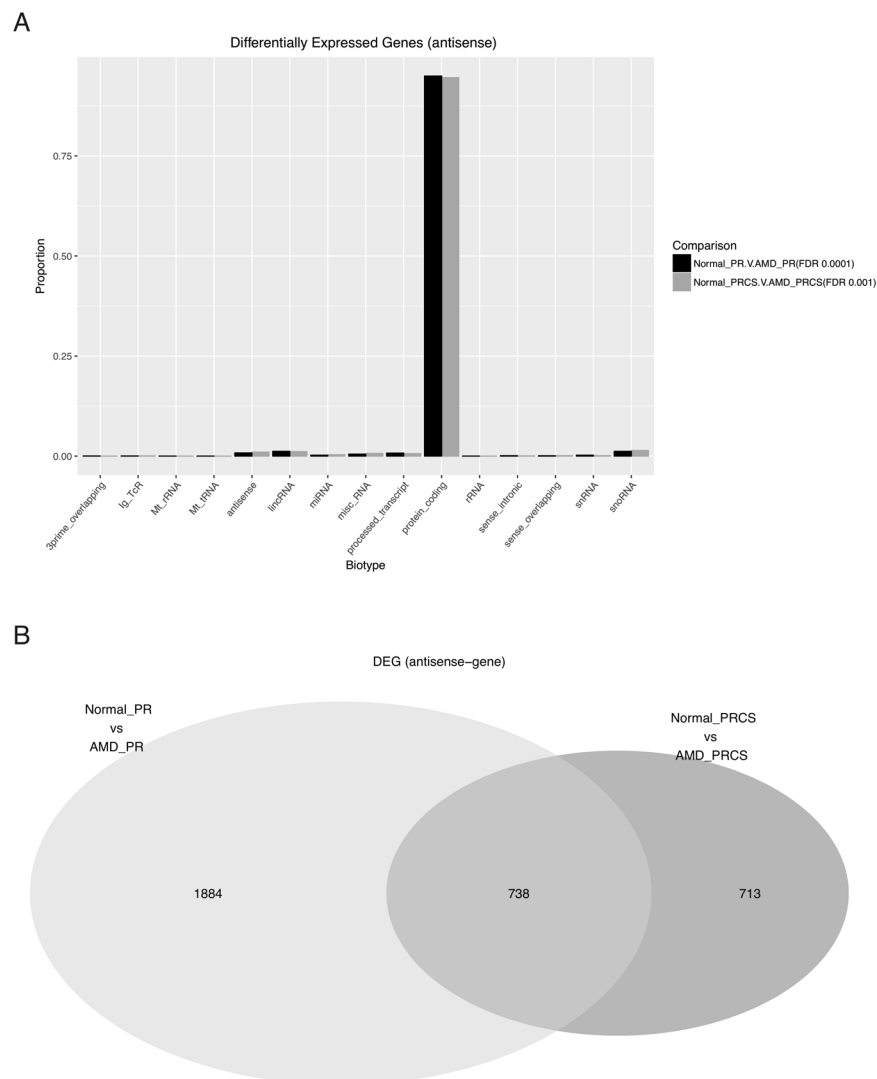 A
Differentially Expressed Genes (antisense)
Proportion
0.75
0.50
0.25
0.00
3prime_overlapping
Ig_TcR
Mt_rRNA
Mt_tRNA
antisense
lincRNA
miRNA
misc_RNA
processed_transcript
protein_coding
rRNA
sense_intronic
sense_overlapping
snRNA
snoRNA
Biotype
Comparison
Normal_PR.V.AMD_PR(FDR 0.0001)
Normal_PRCS.V.AMD_PRCS(FDR 0.001)
B
DEG (antisense-gene)
Normal_PR
vs
AMD_PR
Normal_PRCS
vs
AMD_PRCS
1884
738
713